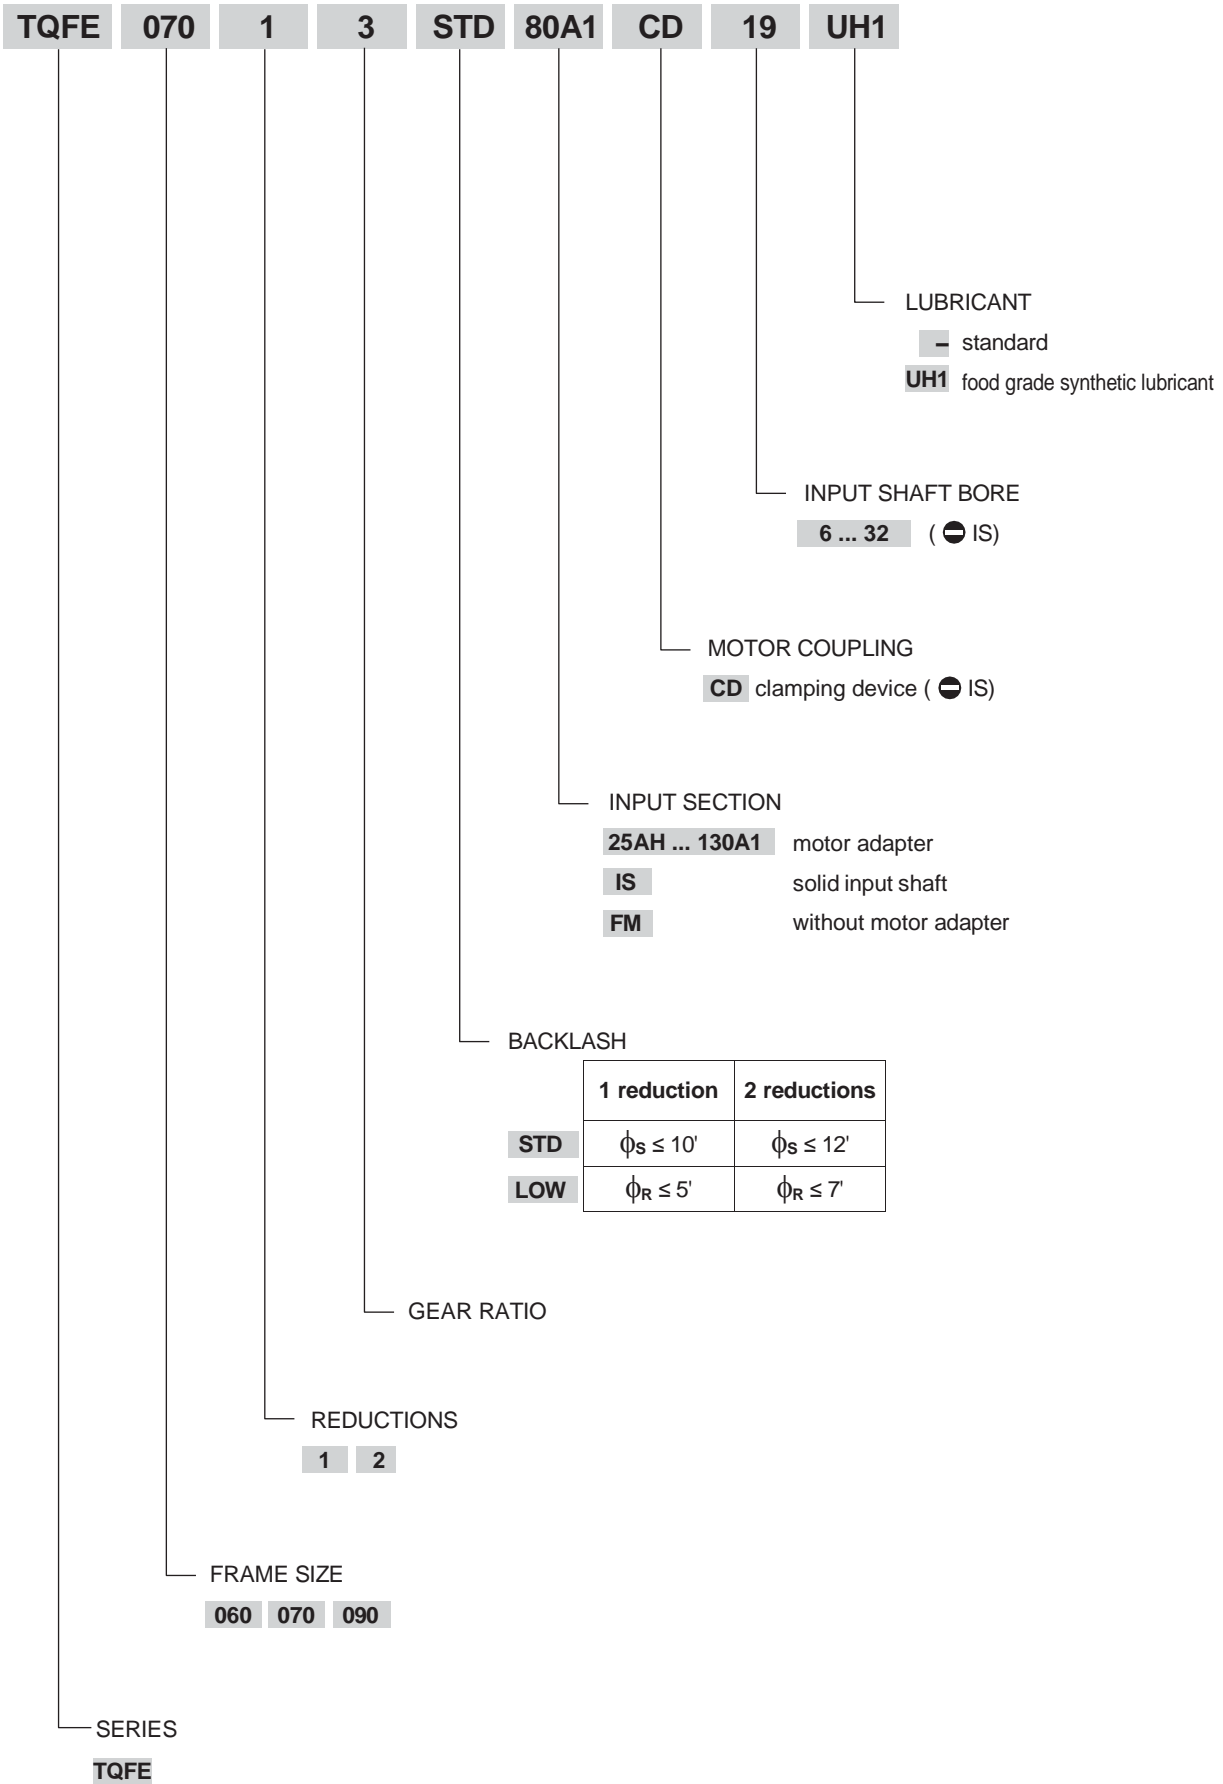 TQFE 070 1 3 STD 80A1 CD 19 UH1
LUBRICANT
– standard
UH1 food grade synthetic lubricant
INPUT SHAFT BORE
6 ... 32 ( IS)
MOTOR COUPLING
CD clamping device ( IS)
INPUT SECTION
25AH ... 130A1 motor adapter
IS solid input shaft
FM without motor adapter
BACKLASH
1 reduction 2 reductions
STD ϕS ≤ 10' ϕS ≤ 12'
LOW ϕR ≤ 5' ϕR ≤ 7'
GEAR RATIO
REDUCTIONS
1 2
FRAME SIZE
060 070 090
SERIES
TQFE